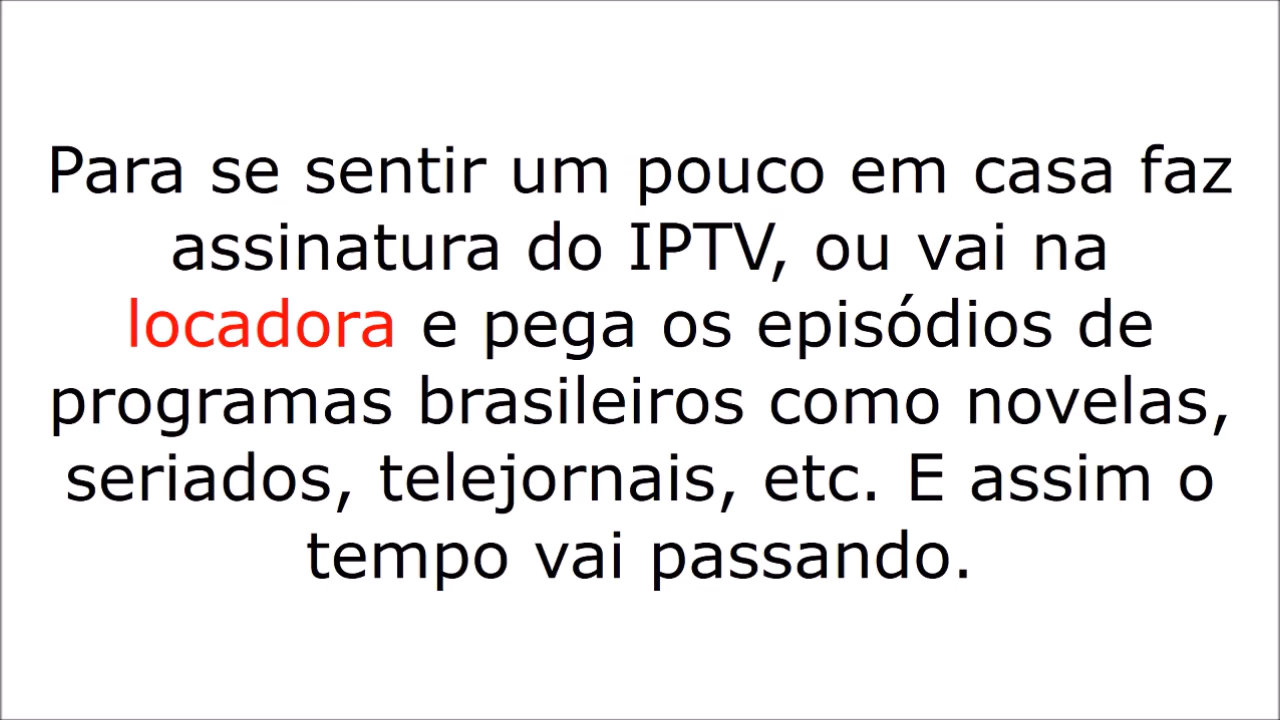 Para se sentir um pouco em casa faz
assinatura do IPTV, ou vai na
locadora e pega os episódios de
programas brasileiros como novelas,
seriados, telejornais, etc. E assim o
tempo vai passando.